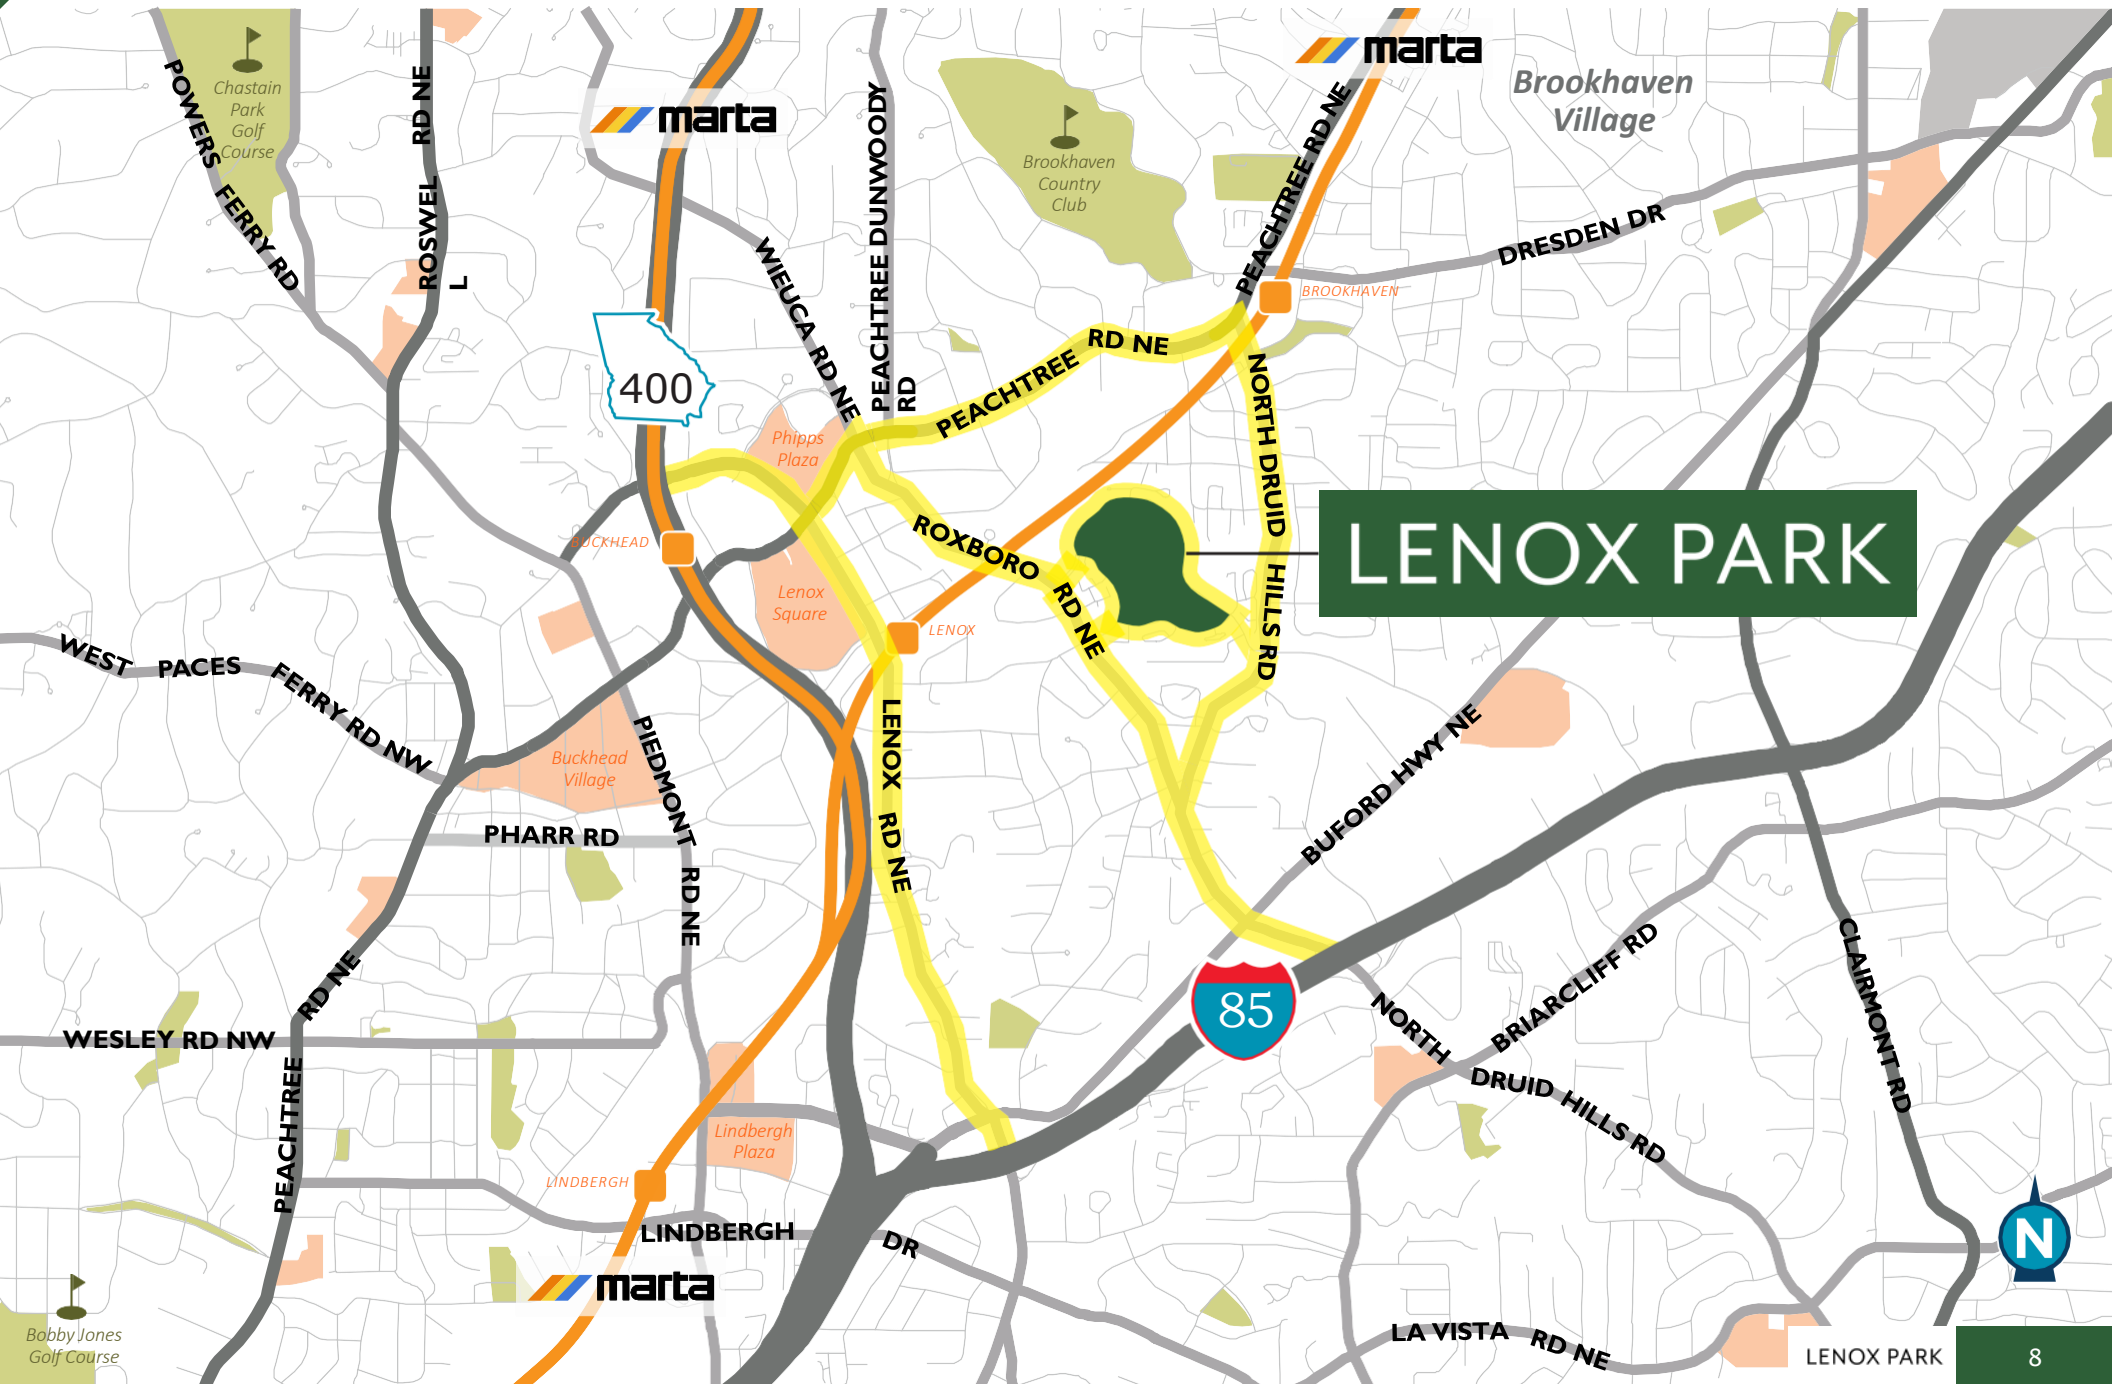 marta
Brookhaven
Village
marta
Chastain
Park
Golf
Course
POWERS FERRY RD
ROSWEL
L
RD NE
PEACHTREE DUNWOODY
RD
Brookhaven
Country
Club
PEACHTREE RD NE
DRESDEN DR
WIEUCA RD NE
BROOKHAVEN
400
PEACHTREE RD NE
NORTH DRUID HILLS RD
Phipps
Plaza
BUCKHEAD
ROXBORO RD NE
LENOX PARK
Lenox
Square
LENOX
WEST PACES FERRY RD NW
Buckhead
Village
PIEDMONT RD NE
LENOX RD NE
BUFORD HWY NE
PHARR RD
85
NORTH DRUID HILLS RD
BRIARCLIFF RD
CLAIRMONT RD
PEACHTREE RD NE
WESLEY RD NW
Lindbergh
Plaza
LINDBERGH
LINDBERGH DR
N
marta
Bobby Jones
Golf Course
LA VISTA RD NE
LENOX PARK
8